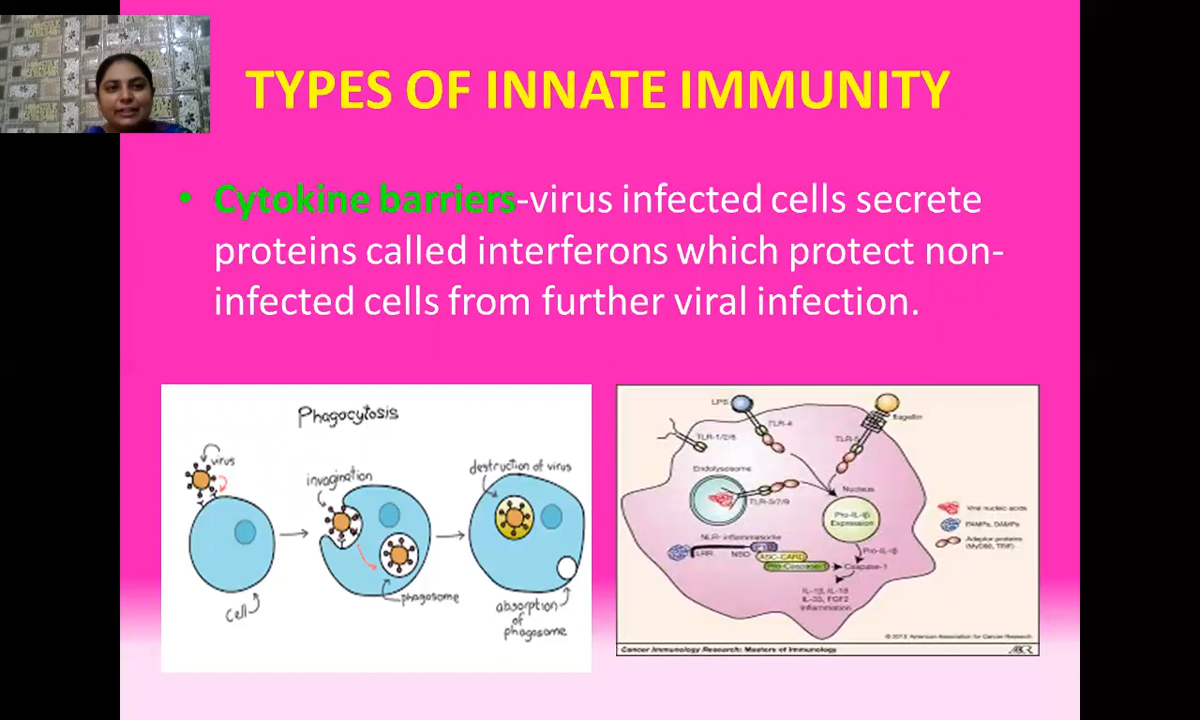 TYPES OF INNATE IMMUNITY
• Cytokine barriers-virus infected cells secrete
proteins called interferons which protect non-
infected cells from further viral infection.
Phagocytosis
virus
invagination
destruction of virus
cell
phagosome
absorption
of
phagosome
LPS
flagellin
TLR-4
TLR-1/2/6
TLR-5
Endolysosome
TLR-3/7/9
Nucleus
Pro-IL-1β
Expression
Viral nucleic acids
PAMPs, DAMPs
Adaptor proteins
(MyD88, TRIF)
NLR- inflammasome
LRR
NBD
ASC-CARD
Pro-Caspase1
Pro-IL-1β
Caspase-1
IL-1β, IL-18
IL-33, FGF2
Inflammation
© 2013 American Association for Cancer Research
Cancer Immunology Research: Masters of Immunology